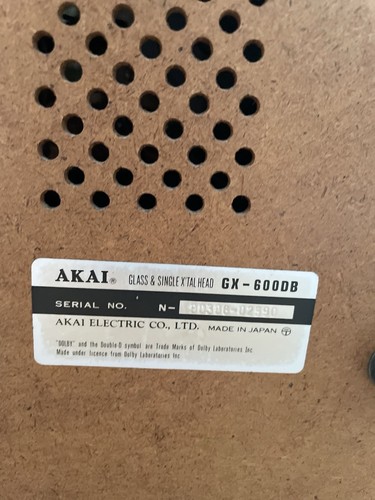 AKAI® GLASS & SINGLE X'TAL HEAD GX-600DB
SERIAL NO. N-
AKAI ELECTRIC CO., LTD. MADE IN JAPAN
"DOLBY" and the Double-D symbol are Trade Marks of Dolby Laboratories Inc.
Made under licence from Dolby Laboratories Inc